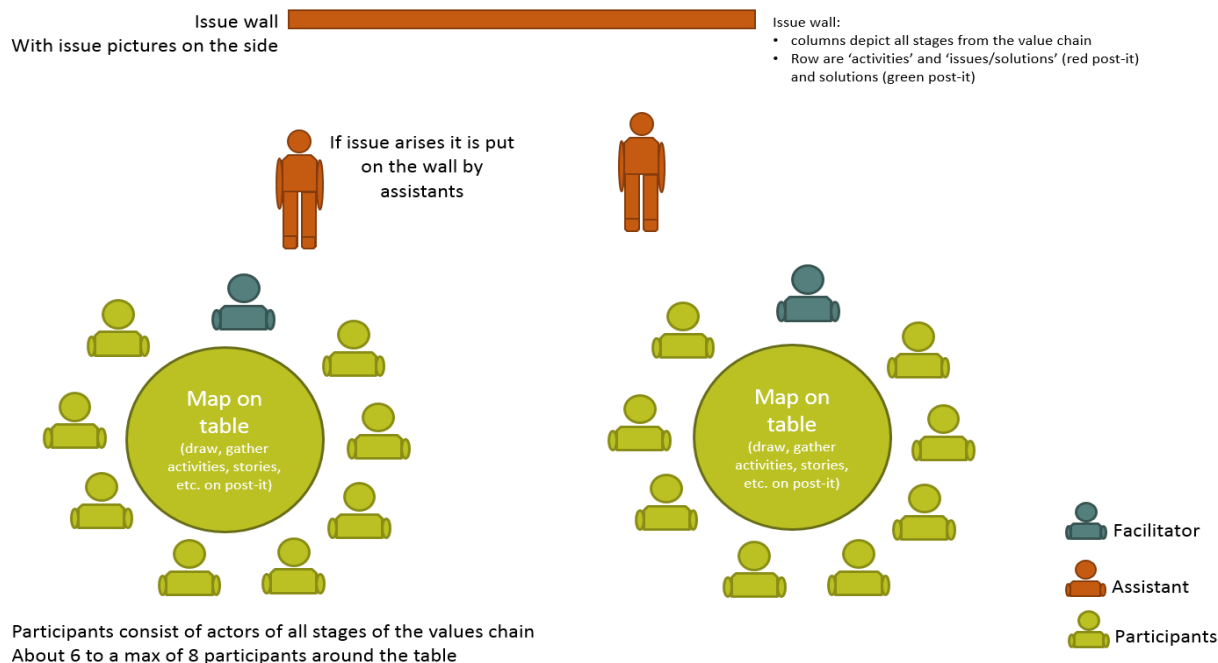 Issue wall
With issue pictures on the side
Issue wall:
• columns depict all stages from the value chain
• Row are ‘activities’ and ‘issues/solutions’ (red post-it)
and solutions (green post-it)
If issue arises it is put
on the wall by
assistants
Map on
table
(draw, gather
activities, stories,
etc. on post-it)
Map on
table
(draw, gather
activities, stories,
etc. on post-it)
Facilitator
Assistant
Participants
Participants consist of actors of all stages of the values chain
About 6 to a max of 8 participants around the table